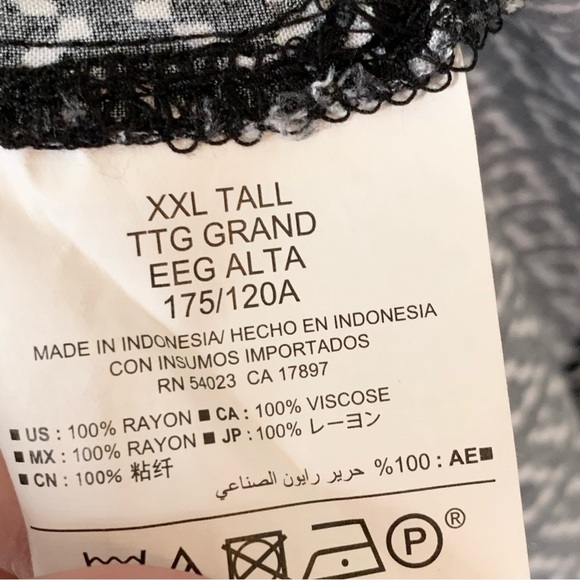 XXL TALL
TTG GRAND
EEG ALTA
175/120A
MADE IN INDONESIA/ HECHO EN INDONESIA
CON INSUMOS IMPORTADOS
RN 54023 CA 17897
■ US : 100% RAYON ■ CA : 100% VISCOSE
■ MX : 100% RAYON ■ JP : 100% レーヨン
■ CN : 100% 粘纤
■AE : 100% حرير رايون الصناعي
P ®